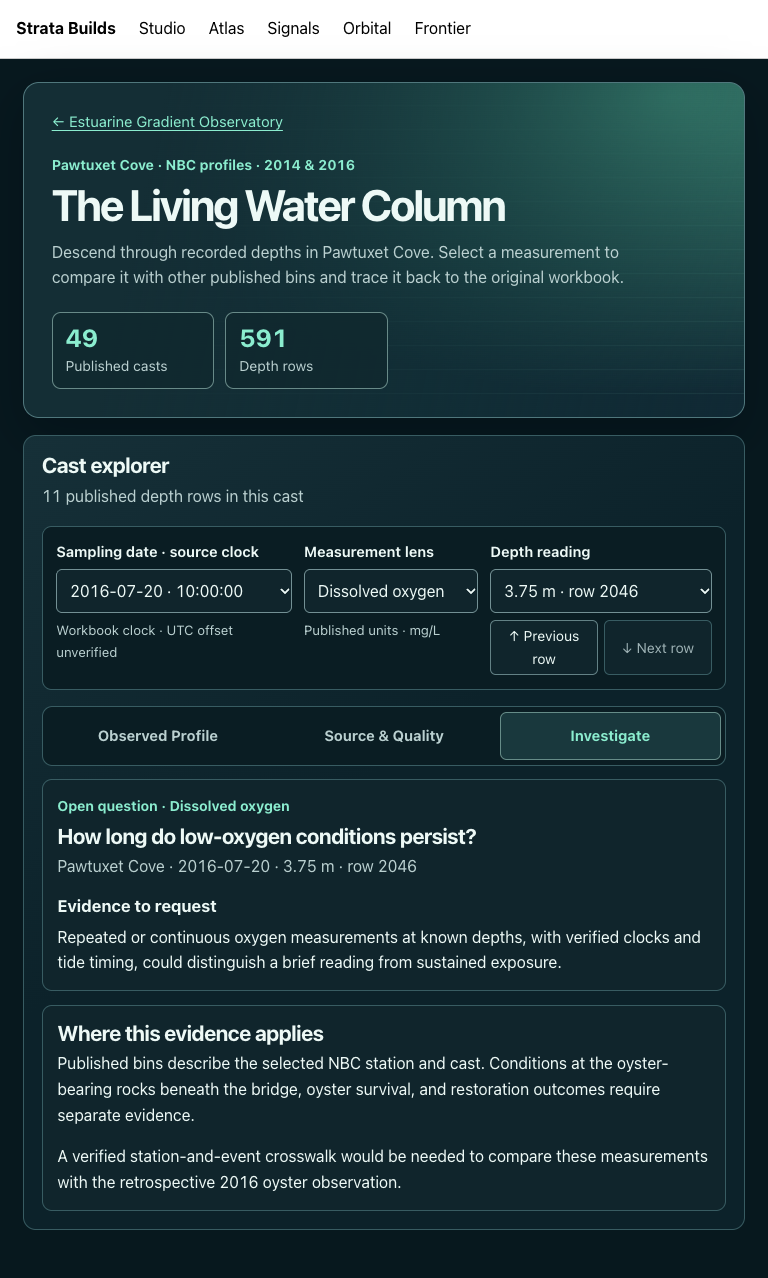 Strata Builds Studio Atlas Signals Orbital Frontier
← Estuarine Gradient Observatory
Pawtuxet Cove · NBC profiles · 2014 & 2016
The Living Water Column
Descend through recorded depths in Pawtuxet Cove. Select a measurement to
compare it with other published bins and trace it back to the original workbook.
49
Published casts
591
Depth rows
Cast explorer
11 published depth rows in this cast
Sampling date · source clock
2016-07-20 · 10:00:00
Workbook clock · UTC offset
unverified
Measurement lens
Dissolved oxygen
Published units · mg/L
Depth reading
3.75 m · row 2046
↑ Previous
row
↓ Next row
Observed Profile
Source & Quality
Investigate
Open question · Dissolved oxygen
How long do low-oxygen conditions persist?
Pawtuxet Cove · 2016-07-20 · 3.75 m · row 2046
Evidence to request
Repeated or continuous oxygen measurements at known depths, with verified clocks and
tide timing, could distinguish a brief reading from sustained exposure.
Where this evidence applies
Published bins describe the selected NBC station and cast. Conditions at the oyster-
bearing rocks beneath the bridge, oyster survival, and restoration outcomes require
separate evidence.
A verified station-and-event crosswalk would be needed to compare these measurements
with the retrospective 2016 oyster observation.